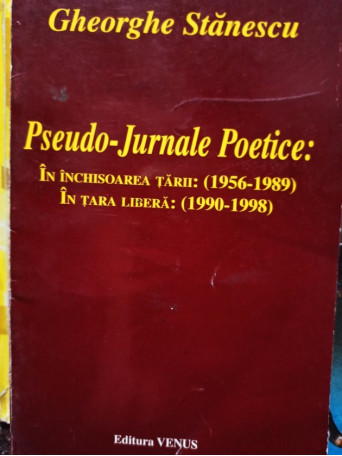 Gheorghe Stănescu
Pseudo-Jurnale Poetice:
ÎN ÎNCHISOAREA ȚĂRII: (1956-1989)
ÎN ȚARA LIBERĂ: (1990-1998)
Editura VENUS